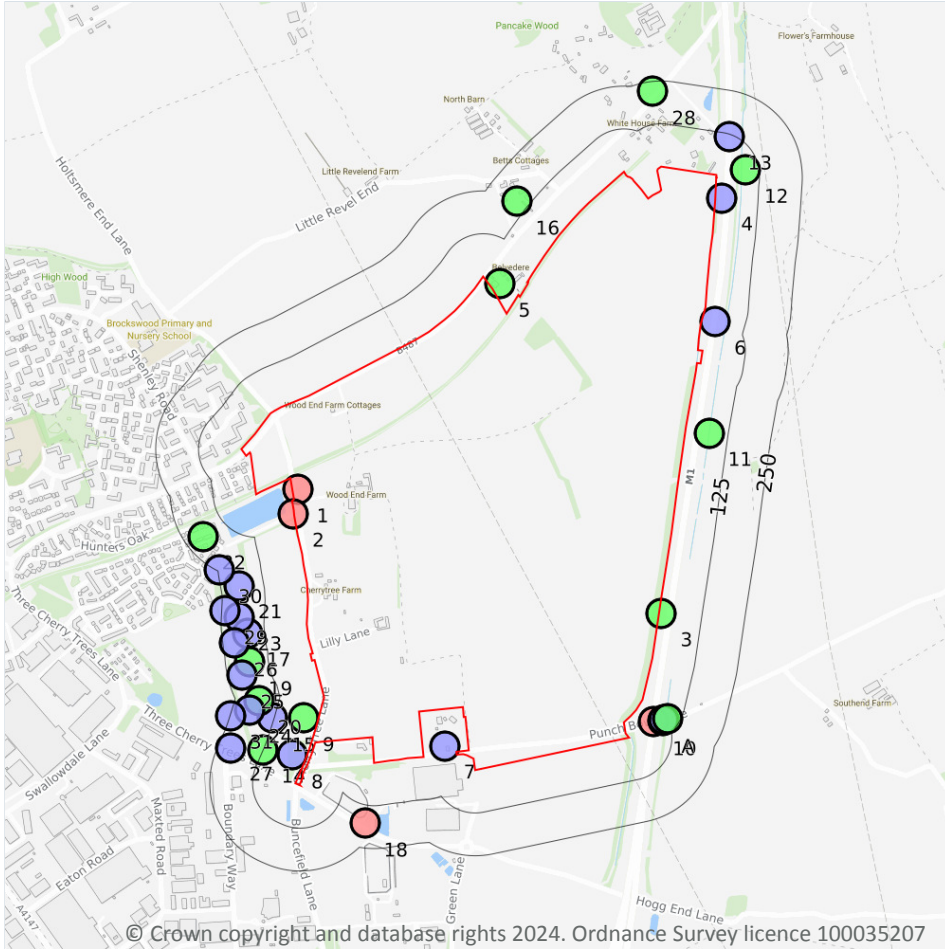 Pancake Wood
Flower's Farmhouse
North Barn
28
White House Farm
Holtsmere End Lane
Betts Cottages
13
Little Revelend Farm
12
Little Revel End
16
4
Belvedere
High Wood
5
Brockswood Primary and
Nursery School
B487
6
Shenley Road
Wood End Farm Cottages
11
M1
125
250
Wood End Farm
1
2
Hunters Oak
22
Three Cherry Trees Lane
30
Cherrytree Farm
21
29
23
Lilly Lane
3
17
26
19
25
Southend Farm
Three Cherry
20
24
15
9
Punch B
10
A
31
27
14
8
7
Swallowdale Lane
Maxted Road
Boundary Way
Buncefield Lane
18
Eaton Road
Green Lane
A4147
Hogg End Lane
© Crown copyright and database rights 2024. Ordnance Survey licence 100035207